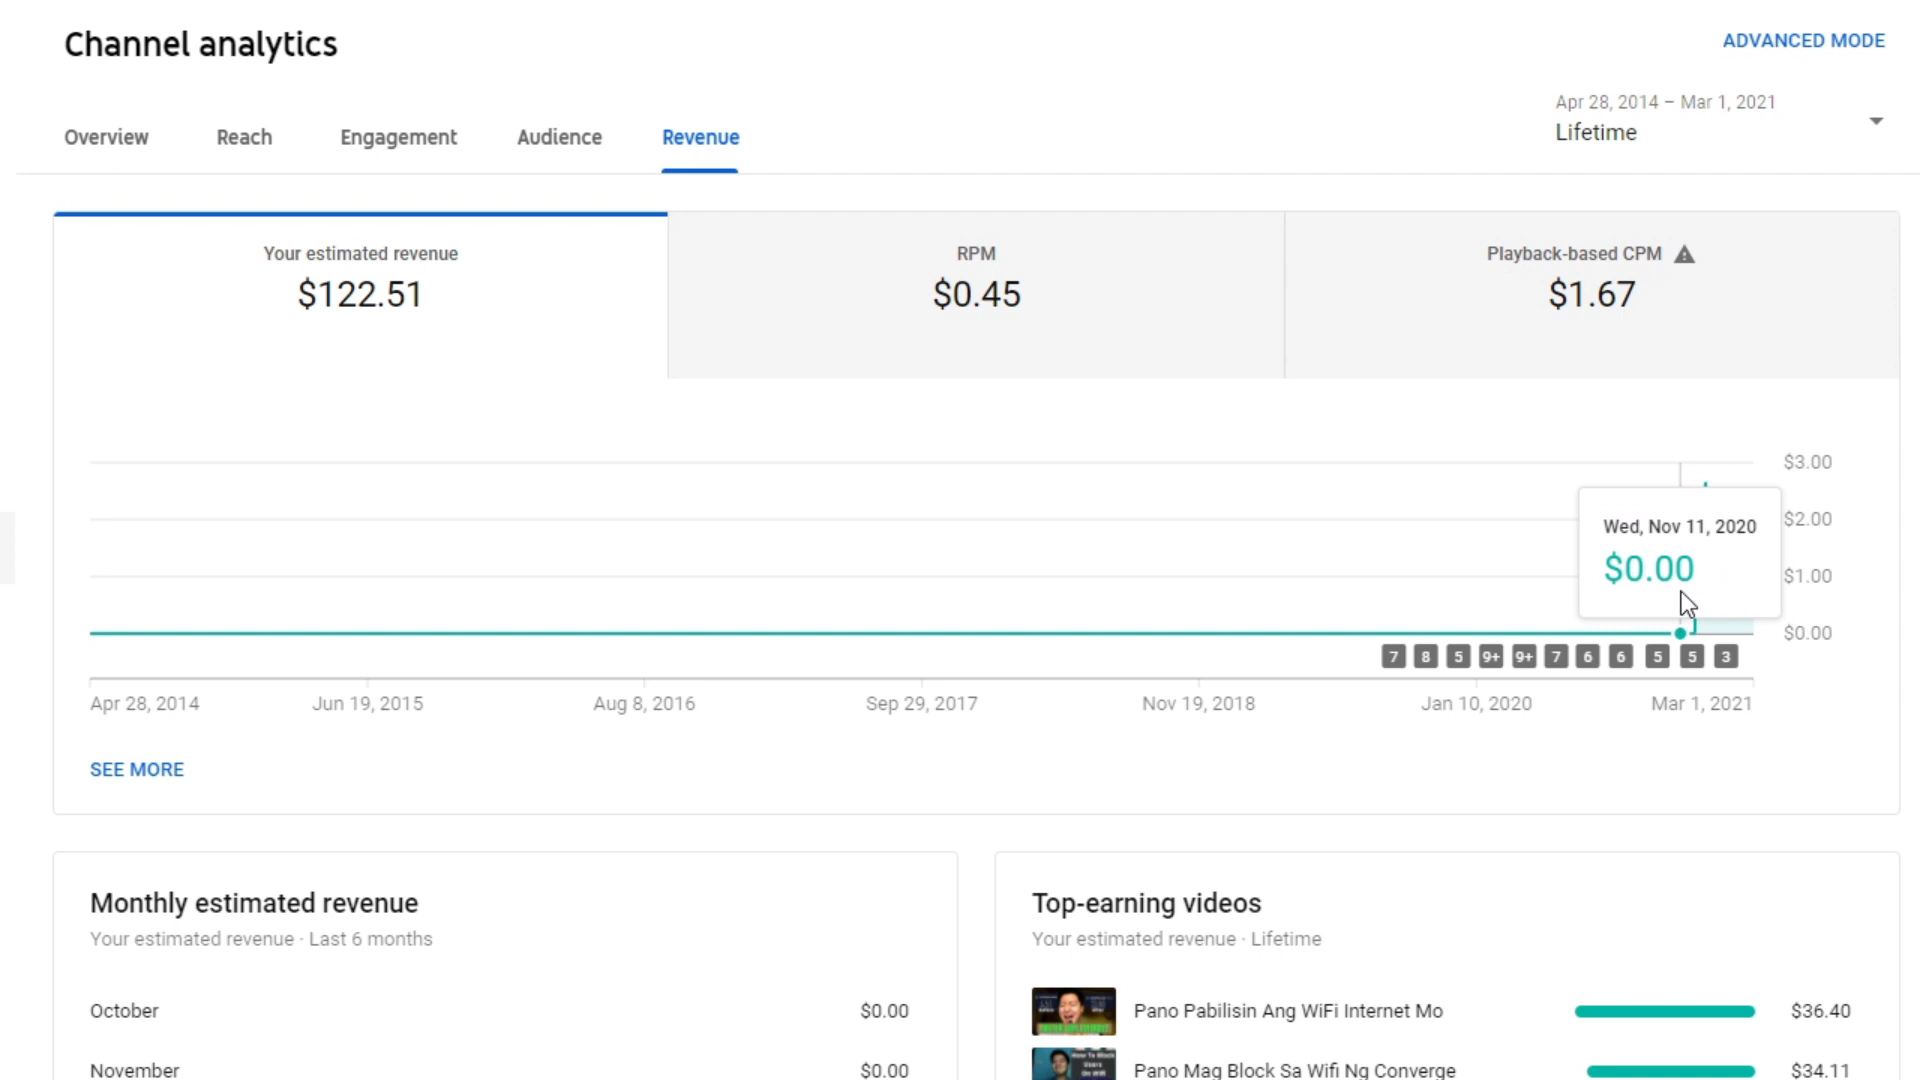 Channel analytics
ADVANCED MODE
Apr 28, 2014 – Mar 1, 2021
Lifetime
Overview Reach Engagement Audience Revenue
Your estimated revenue
$122.51
RPM
$0.45
Playback-based CPM
$1.67
$3.00
$2.00
$1.00
$0.00
Wed, Nov 11, 2020
$0.00
7 8 5 9+ 9+ 7 6 6 5 5 3
Apr 28, 2014 Jun 19, 2015 Aug 8, 2016 Sep 29, 2017 Nov 19, 2018 Jan 10, 2020 Mar 1, 2021
SEE MORE
Monthly estimated revenue
Your estimated revenue · Last 6 months
October $0.00
November $0.00
Top-earning videos
Your estimated revenue · Lifetime
Pano Pabilisin Ang WiFi Internet Mo $36.40
How To Block
Users
On Wifi
Pano Mag Block Sa Wifi Ng Converge $34.11